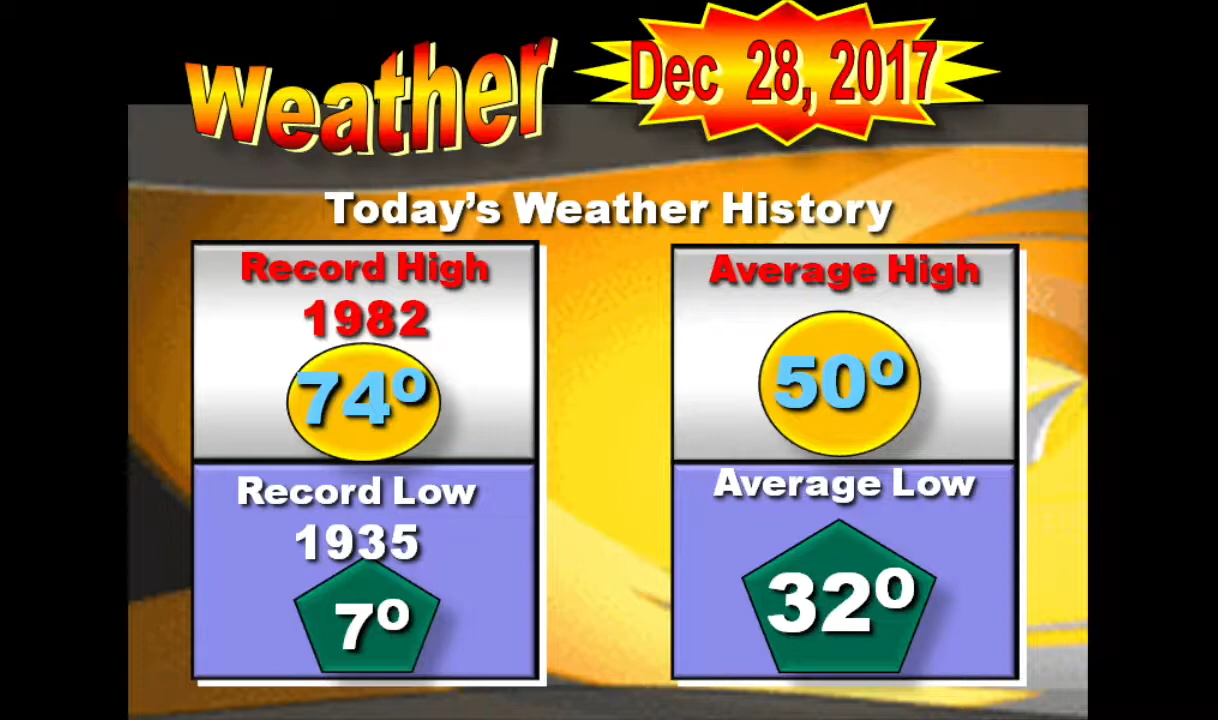 Weather
Dec 28, 2017
Today's Weather History
Record High
1982
74º
Average High
50º
Record Low
1935
7º
Average Low
32º